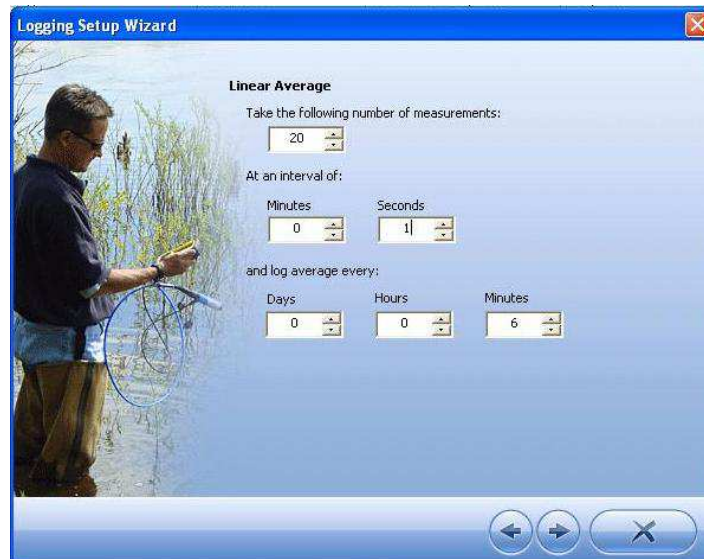 Logging Setup Wizard
Linear Average
Take the following number of measurements:
20
At an interval of:
Minutes Seconds
0 1
and log average every:
Days Hours Minutes
0 0 6